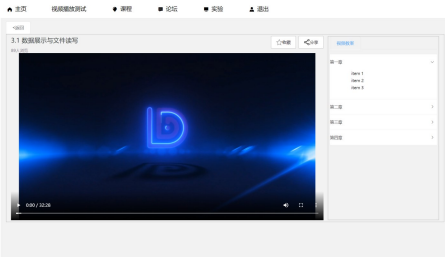 主页 视频播放测试 课程 论坛 实验 退出
<返回
3.1 数据展示与文件读写
收藏 分享
视频目录
第一章
item 1
item 2
item 3
第二章
第三章
第四章
0:00 / 32:28